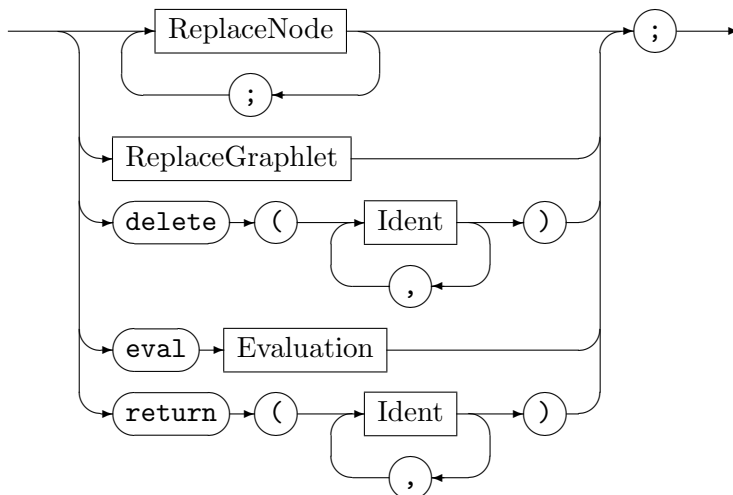 ReplaceNode ;
;
ReplaceGraphlet
delete ( Ident )
,
eval Evaluation
return ( Ident )
,